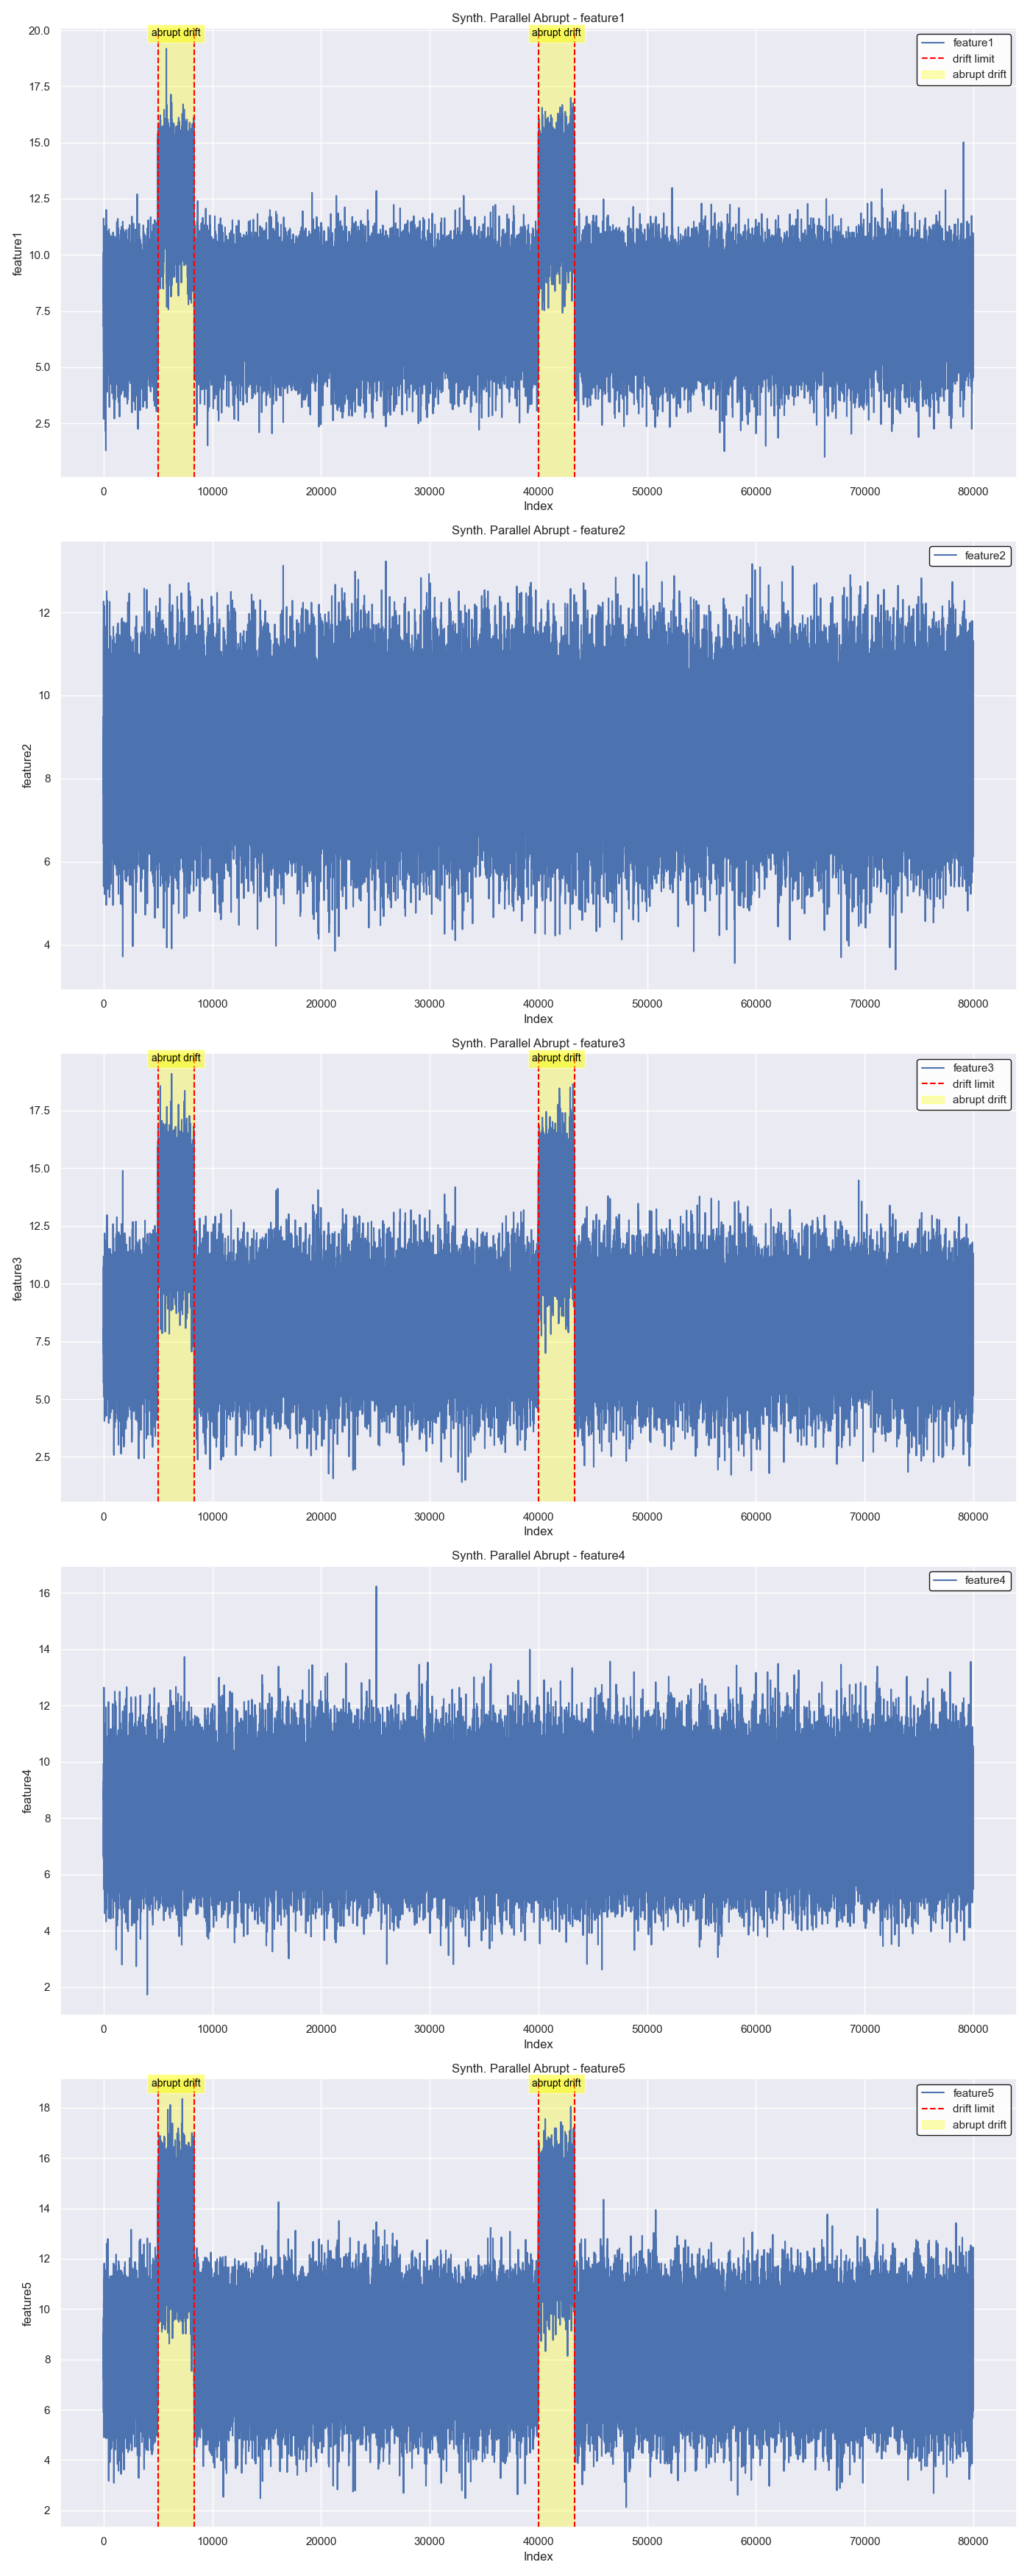 Synth. Parallel Abrupt - feature1
abrupt drift
abrupt drift
feature1
drift limit
abrupt drift
20.0
17.5
15.0
12.5
10.0
7.5
5.0
2.5
feature1
0 10000 20000 30000 40000 50000 60000 70000 80000
Index
Synth. Parallel Abrupt - feature2
feature2
12
10
8
6
4
feature2
0 10000 20000 30000 40000 50000 60000 70000 80000
Index
Synth. Parallel Abrupt - feature3
abrupt drift
abrupt drift
feature3
drift limit
abrupt drift
17.5
15.0
12.5
10.0
7.5
5.0
2.5
feature3
0 10000 20000 30000 40000 50000 60000 70000 80000
Index
Synth. Parallel Abrupt - feature4
feature4
16
14
12
10
8
6
4
2
feature4
0 10000 20000 30000 40000 50000 60000 70000 80000
Index
Synth. Parallel Abrupt - feature5
abrupt drift
abrupt drift
feature5
drift limit
abrupt drift
18
16
14
12
10
8
6
4
2
feature5
0 10000 20000 30000 40000 50000 60000 70000 80000
Index